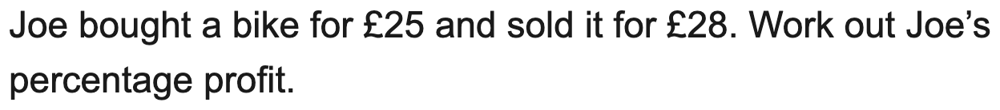 Joe bought a bike for £25 and sold it for £28. Work out Joe’s
percentage profit.